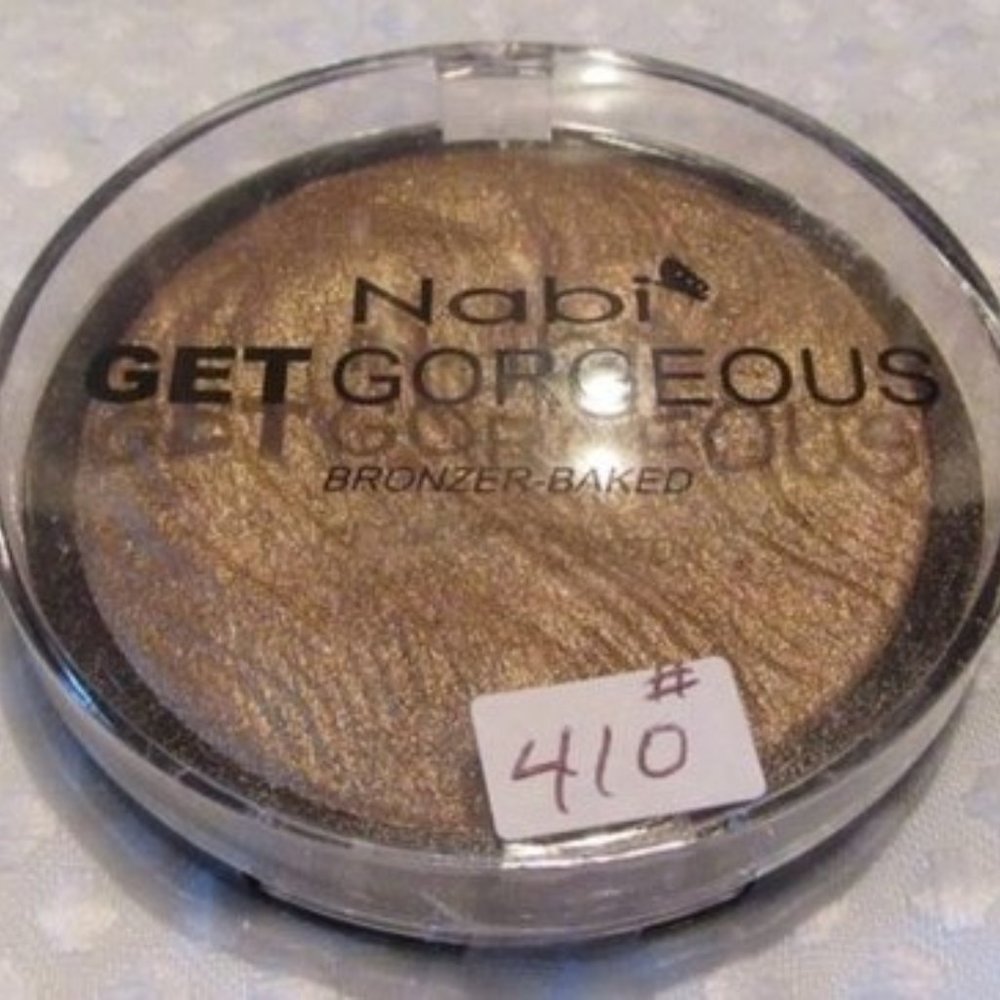 Nabi
GET GORGEOUS
BRONZER-BAKED
#
410